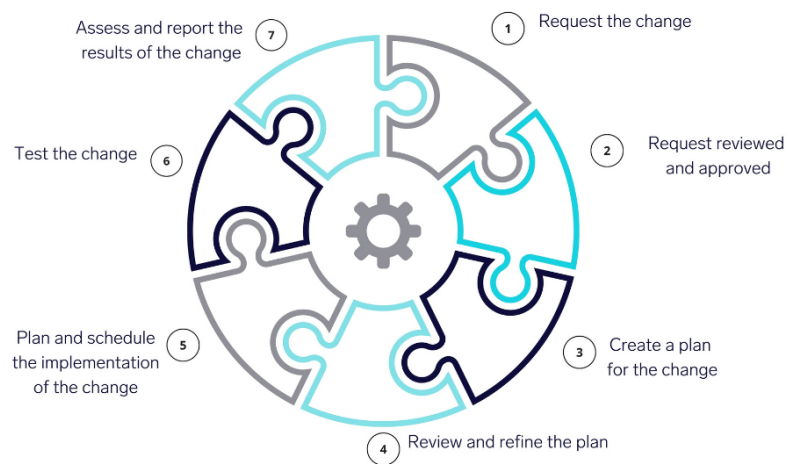 1
Request the change
2
Request reviewed
and approved
3
Create a plan
for the change
4
Review and refine the plan
5
Plan and schedule
the implementation
of the change
6
Test the change
7
Assess and report the
results of the change